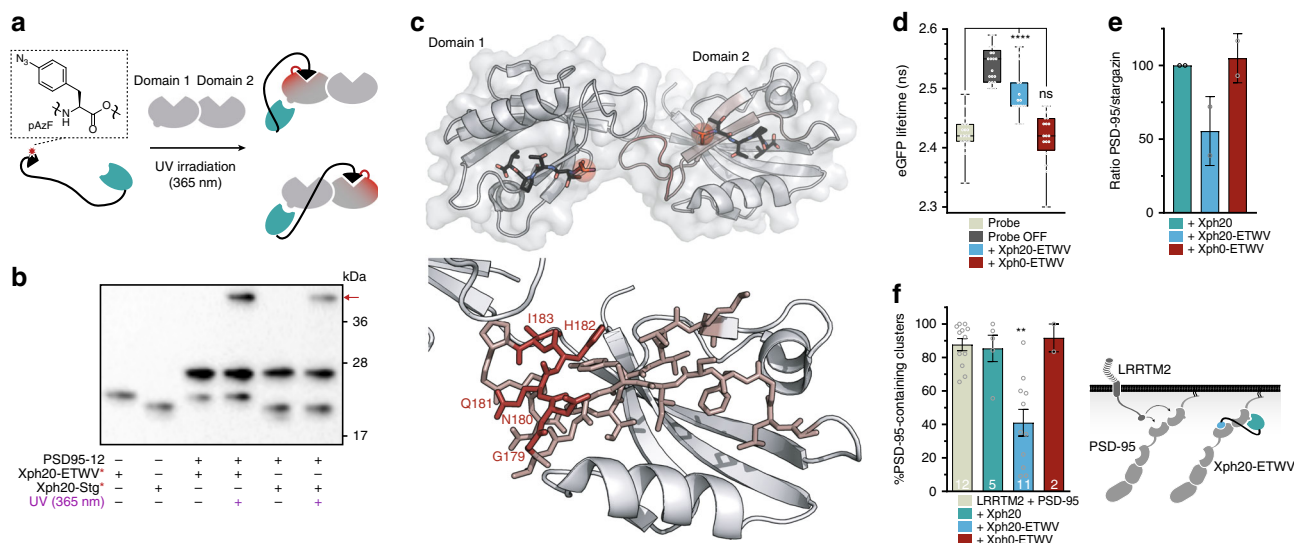 a
N3
pAzF
N
H
O
O
Domain 1 Domain 2
UV irradiation
(365 nm)
b
kDa
36
28
17
PSD95-12 – – + + + +
Xph20-ETWV* + – + + – –
Xph20-Stg* – + – – + +
UV (365 nm) – – – + – +
c
Domain 1
Domain 2
I183
H182
Q181
N180
G179
d
eGFP lifetime (ns)
2.6
2.5
2.4
2.3
****
ns
Probe
Probe OFF
+ Xph20-ETWV
+ Xph0-ETWV
e
Ratio PSD-95/stargazin
100
50
0
+ Xph20
+ Xph20-ETWV
+ Xph0-ETWV
f
%PSD-95-containing clusters
100
80
60
40
20
0
**
12
5
11
2
LRRTM2 + PSD-95
+ Xph20
+ Xph20-ETWV
+ Xph0-ETWV
LRRTM2
PSD-95
Xph20-ETWV